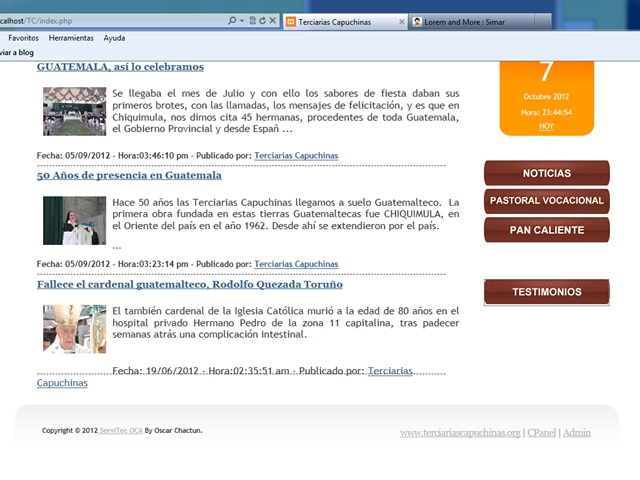 calhost/TC/index.php
Terciarias Capuchinas
Lorem and More : Simar
Favoritos Herramientas Ayuda
viar a blog
GUATEMALA, así lo celebramos
Se llegaba el mes de Julio y con ello los sabores de fiesta daban sus
primeros brotes, con las llamadas, los mensajes de felicitación, y es que en
Chiquimula, nos dimos cita 45 hermanas, procedentes de toda Guatemala,
el Gobierno Provincial y desde Españ ...
Fecha: 05/09/2012 - Hora:03:46:10 pm - Publicado por: Terciarias Capuchinas
50 Años de presencia en Guatemala
Hace 50 años las Terciarias Capuchinas llegamos a suelo Guatemalteco. La
primera obra fundada en estas tierras Guatemaltecas fue CHIQUIMULA, en
el Oriente del país en el año 1962. Desde ahí se extendieron por el país.
...
Fecha: 05/09/2012 - Hora:03:23:14 pm - Publicado por: Terciarias Capuchinas
Fallece el cardenal guatemalteco, Rodolfo Quezada Toruño
El también cardenal de la Iglesia Católica murió a la edad de 80 años en el
hospital privado Hermano Pedro de la zona 11 capitalina, tras padecer
semanas atrás una complicación intestinal.
Fecha: 19/06/2012 - Hora:02:35:51 am - Publicado por: Terciarias
Capuchinas
7
Octubre 2012
Hora: 23:44:54
HOY
NOTICIAS
PASTORAL VOCACIONAL
PAN CALIENTE
TESTIMONIOS
Copyright © 2012 ServiTec OCA By Oscar Chactun.
www.terciariascapuchinas.org | CPanel | Admin